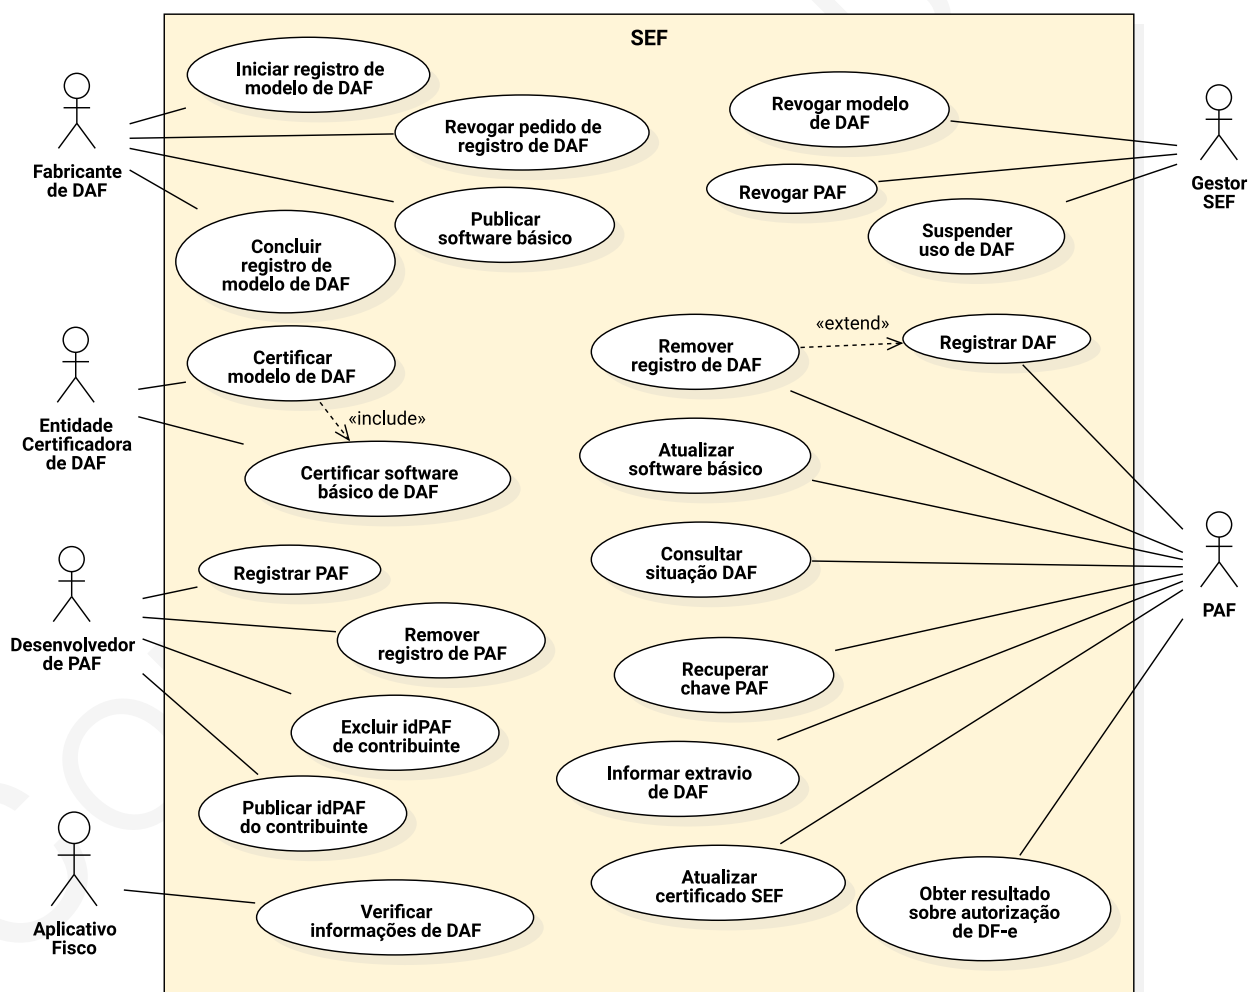 SEF
Iniciar registro de
modelo de DAF
Revogar pedido de
registro de DAF
Publicar
software básico
Concluir
registro de
modelo de DAF
Fabricante
de DAF
Revogar modelo
de DAF
Revogar PAF
Suspender
uso de DAF
Gestor
SEF
Certificar
modelo de DAF
«include»
Certificar software
básico de DAF
Entidade
Certificadora
de DAF
Remover
registro de DAF
«extend»
Registrar DAF
Atualizar
software básico
Consultar
situação DAF
Recuperar
chave PAF
Informar extravio
de DAF
Atualizar
certificado SEF
Obter resultado
sobre autorização
de DF-e
PAF
Registrar PAF
Remover
registro de PAF
Excluir idPAF
de contribuinte
Publicar idPAF
do contribuinte
Desenvolvedor
de PAF
Verificar
informações de DAF
Aplicativo
Fisco